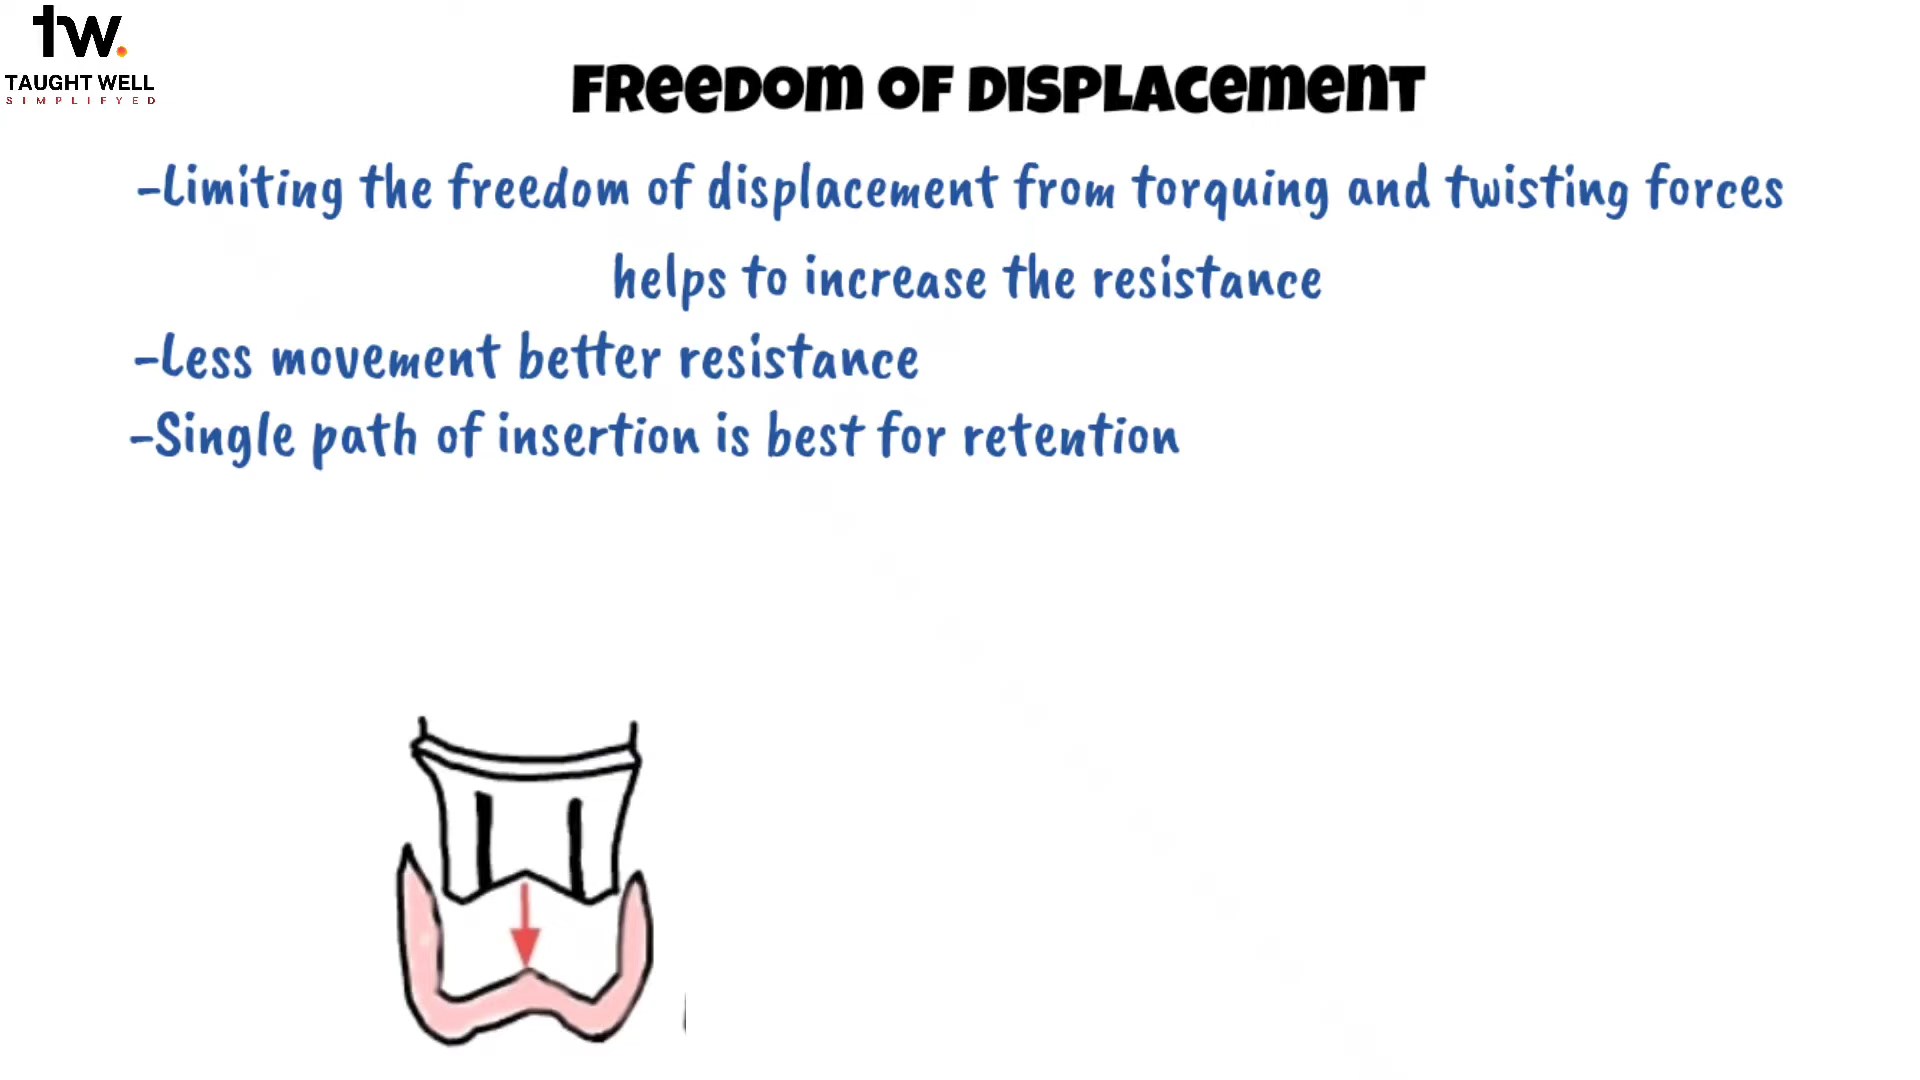 tw.
TAUGHT WELL
SIMPLIFYED
FREEDOM OF DISPLACEMENT
-Limiting the freedom of displacement from torquing and twisting forces
helps to increase the resistance
-Less movement better resistance
-Single path of insertion is best for retention